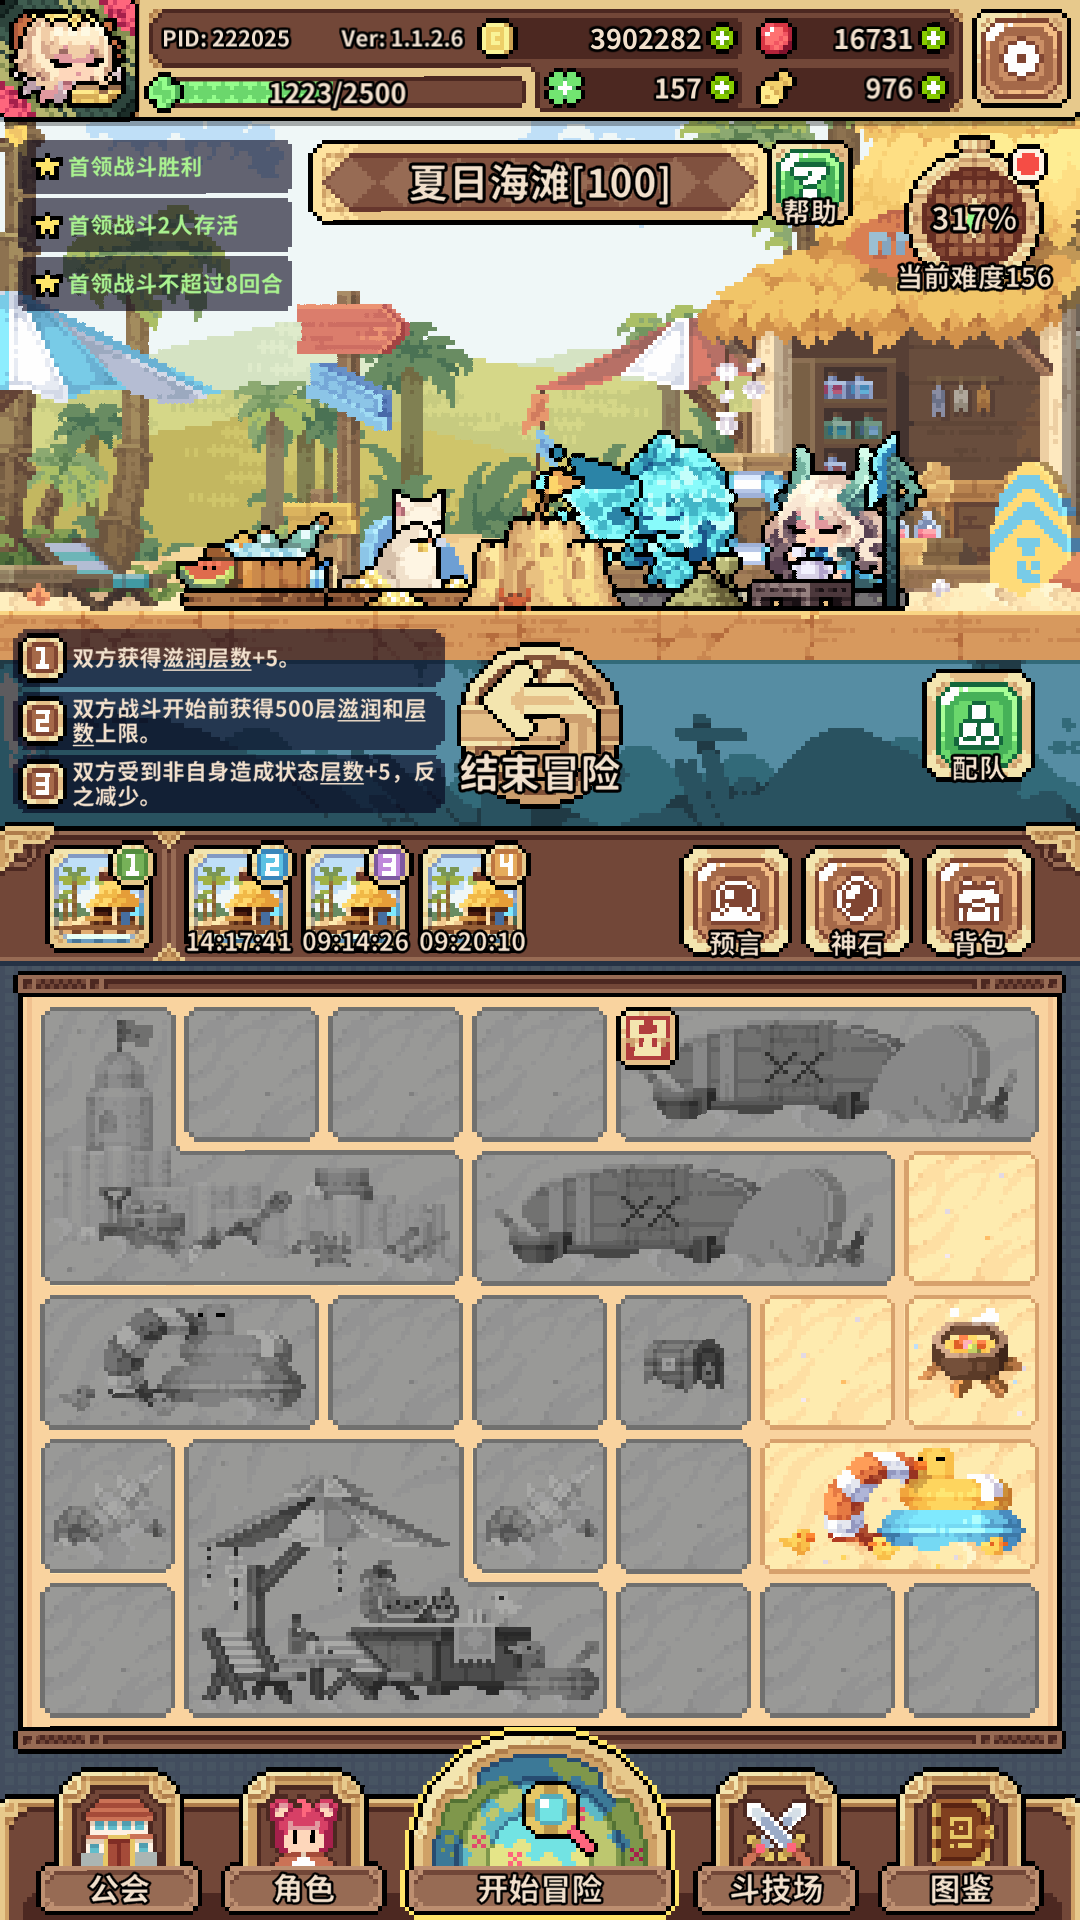 PID: 222025
Ver: 1.1.2.6
3902282
16731
1223/2500
157
976
首领战斗胜利
首领战斗2人存活
首领战斗不超过8回合
夏日海滩[100]
帮助
317%
当前难度156
1 双方获得滋润层数+5。
2 双方战斗开始前获得500层滋润和层
数上限。
3 双方受到非自身造成状态层数+5，反
之减少。
结束冒险
配队
1
2
3
4
14:17:41
09:14:26
09:20:10
预言
神石
背包
公会
角色
开始冒险
斗技场
图鉴